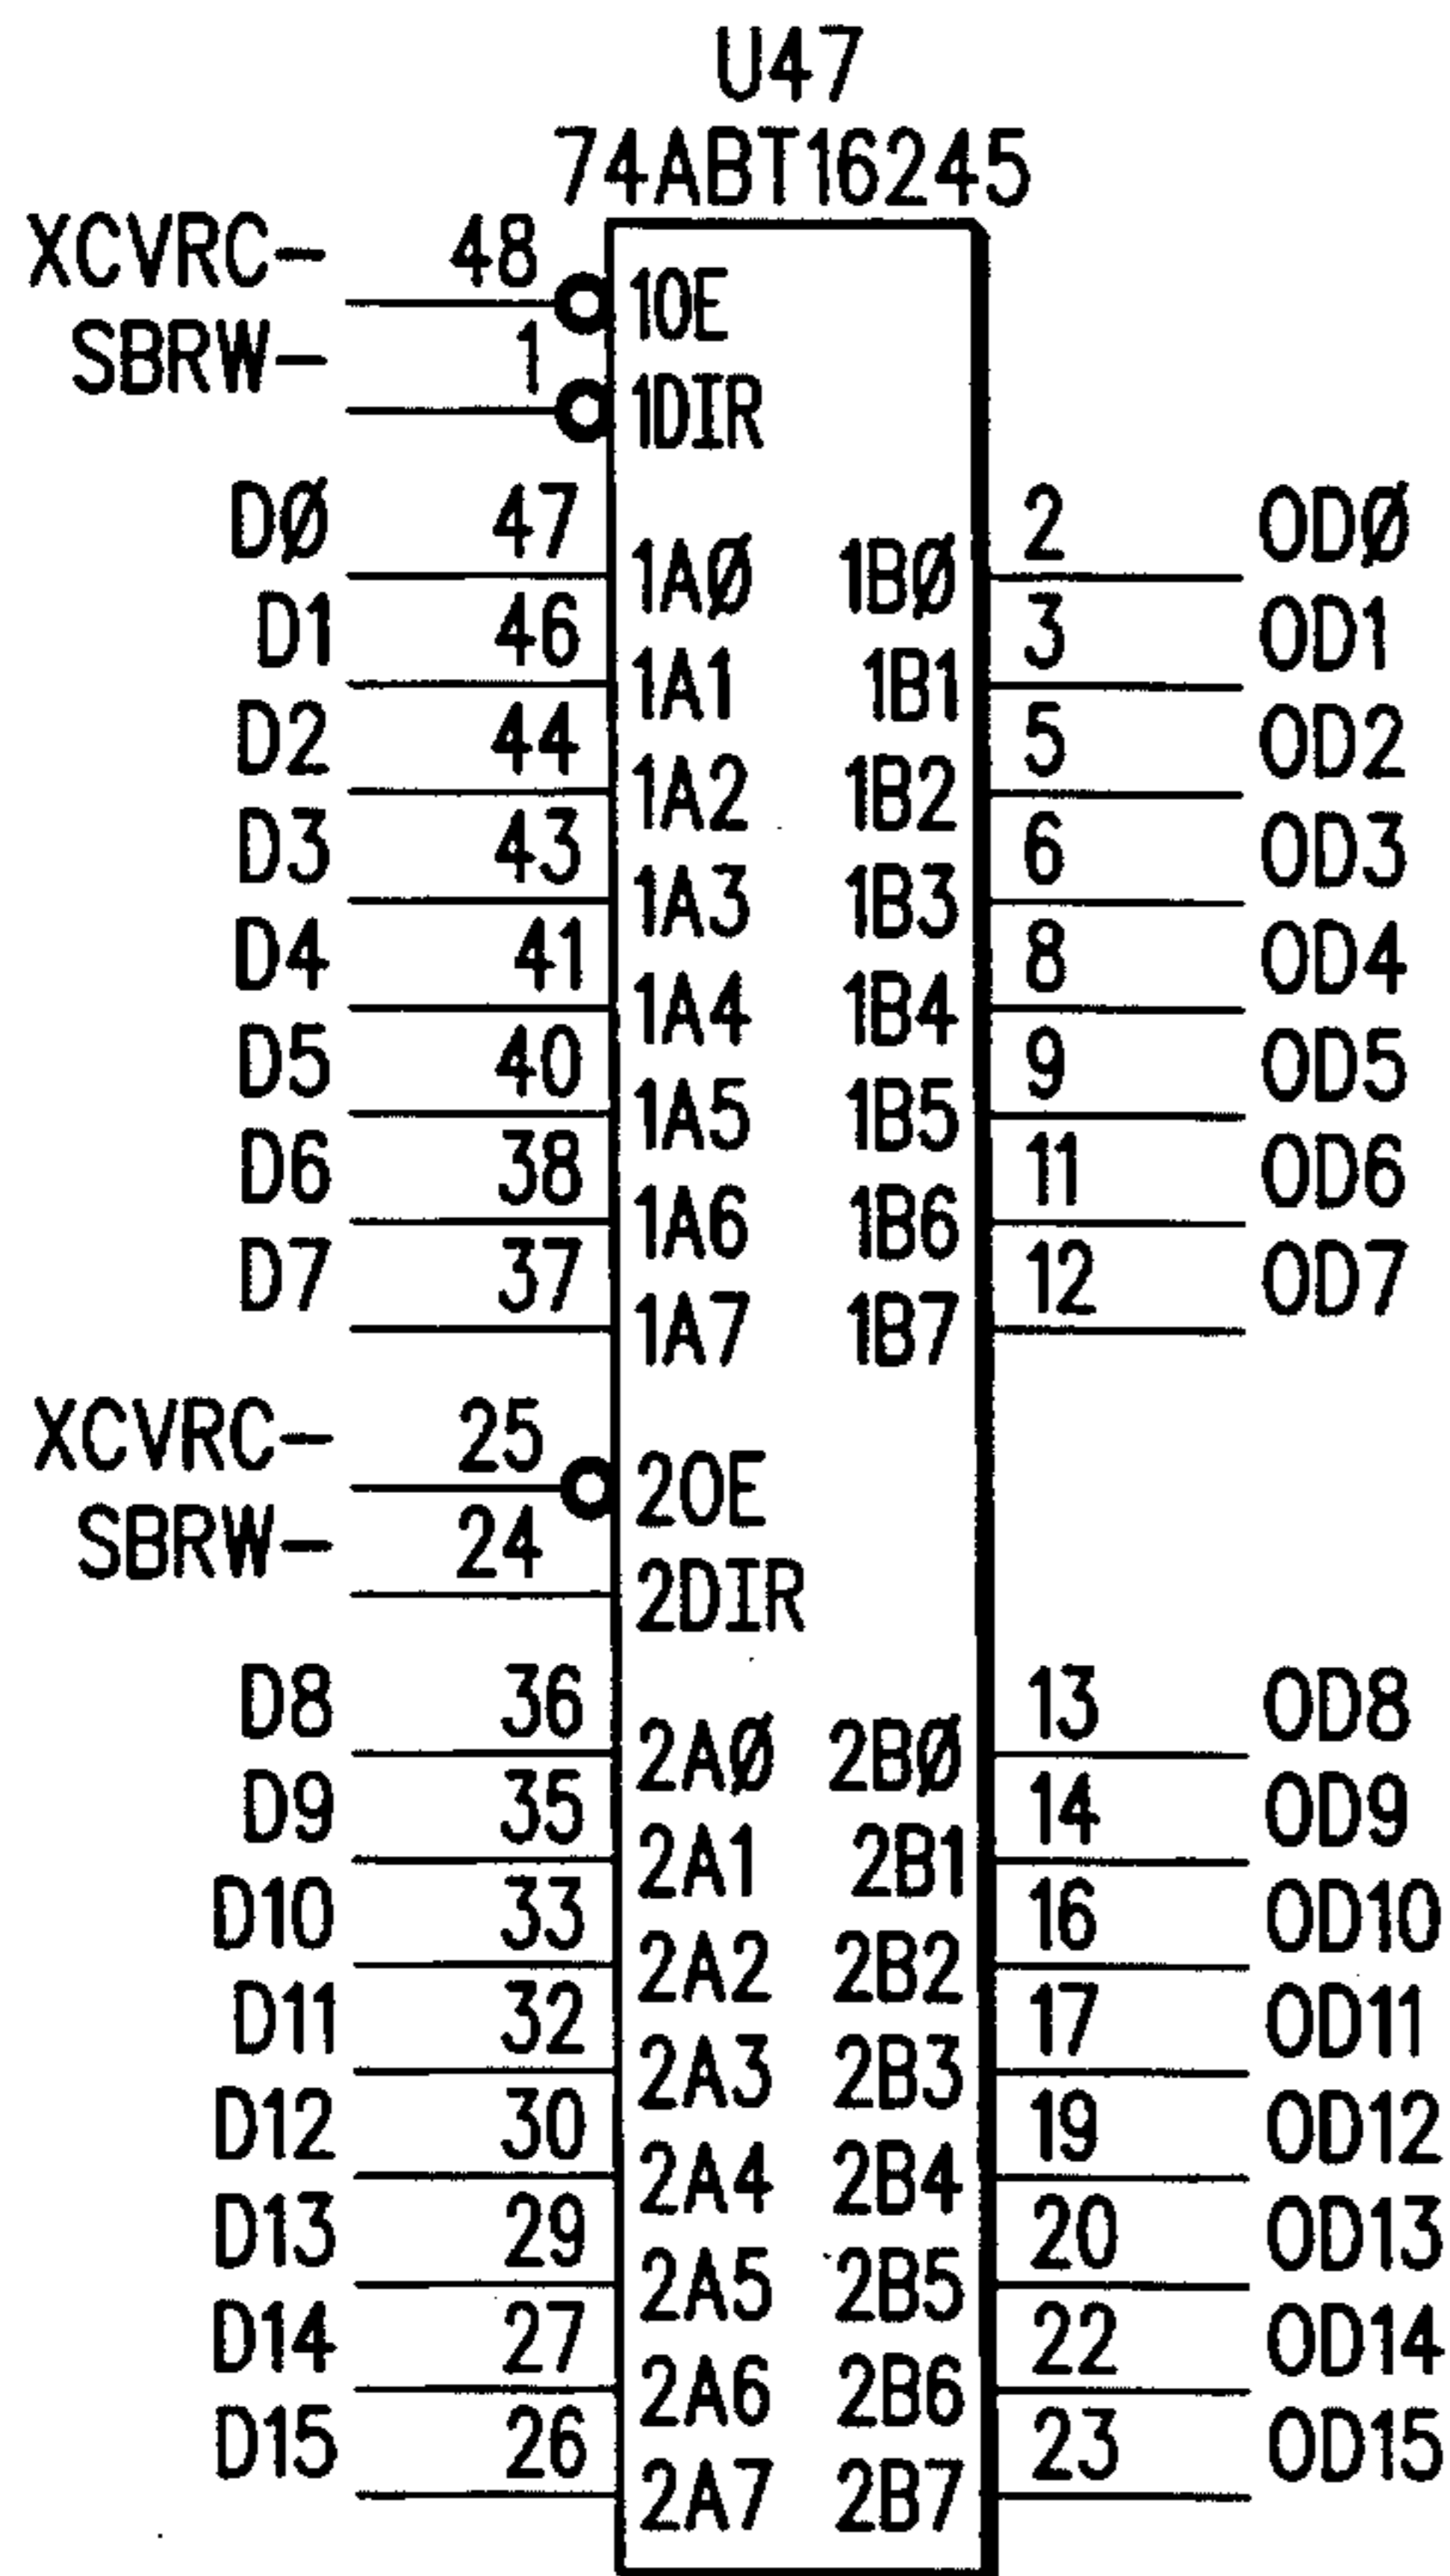 U47
74ABT16245
XCVRC- 48 1OE
SBRW- 1 1DIR
DØ 47 1AØ 1BØ 2 ODØ
D1 46 1A1 1B1 3 OD1
D2 44 1A2 1B2 5 OD2
D3 43 1A3 1B3 6 OD3
D4 41 1A4 1B4 8 OD4
D5 40 1A5 1B5 9 OD5
D6 38 1A6 1B6 11 OD6
D7 37 1A7 1B7 12 OD7
XCVRC- 25 2OE
SBRW- 24 2DIR
D8 36 2AØ 2BØ 13 OD8
D9 35 2A1 2B1 14 OD9
D10 33 2A2 2B2 16 OD10
D11 32 2A3 2B3 17 OD11
D12 30 2A4 2B4 19 OD12
D13 29 2A5 2B5 20 OD13
D14 27 2A6 2B6 22 OD14
D15 26 2A7 2B7 23 OD15